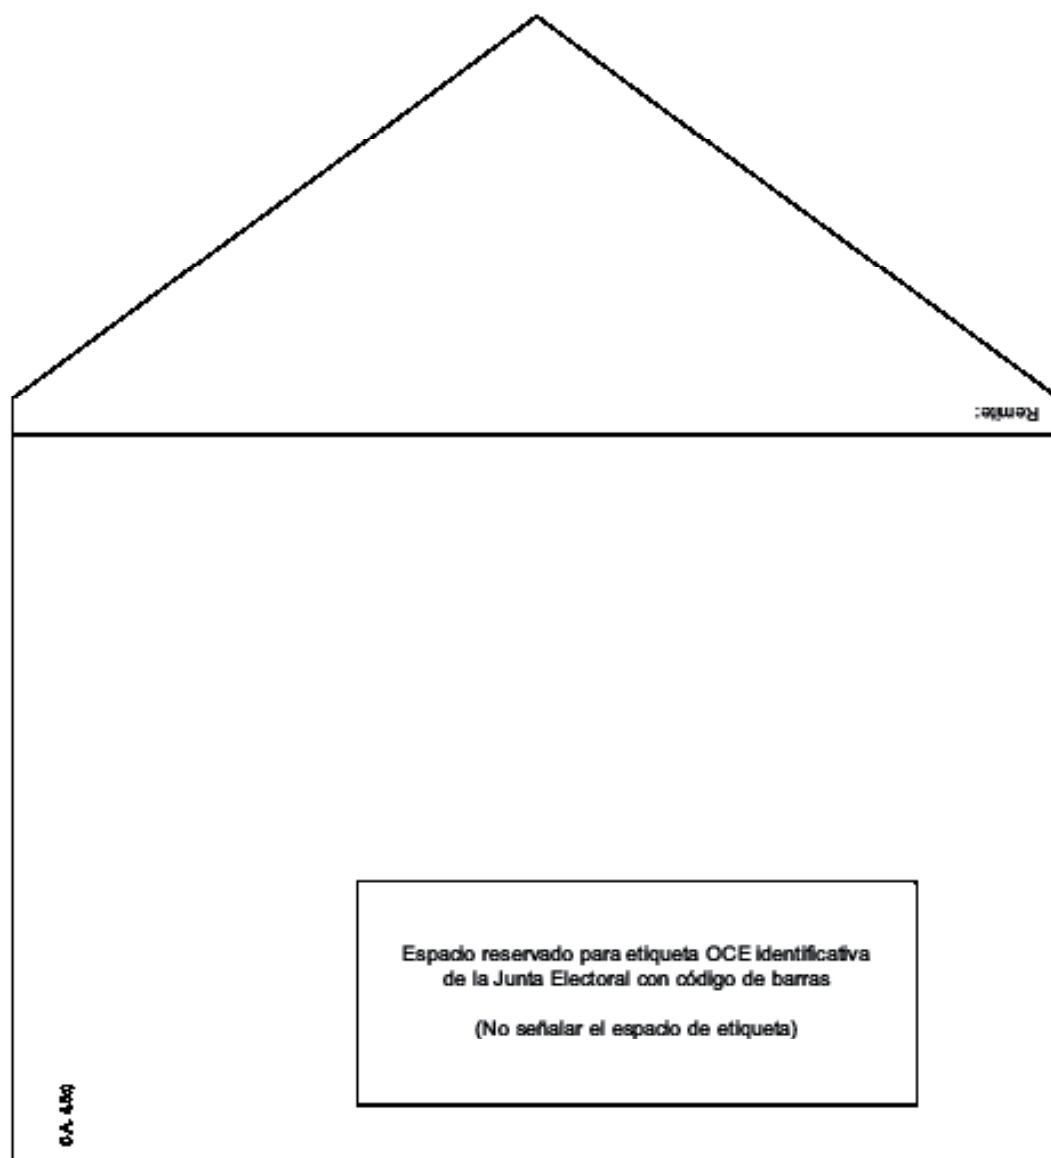 Remite:
Espacio reservado para etiqueta OCE identificativa
de la Junta Electoral con código de barras
(No señalar el espacio de etiqueta)